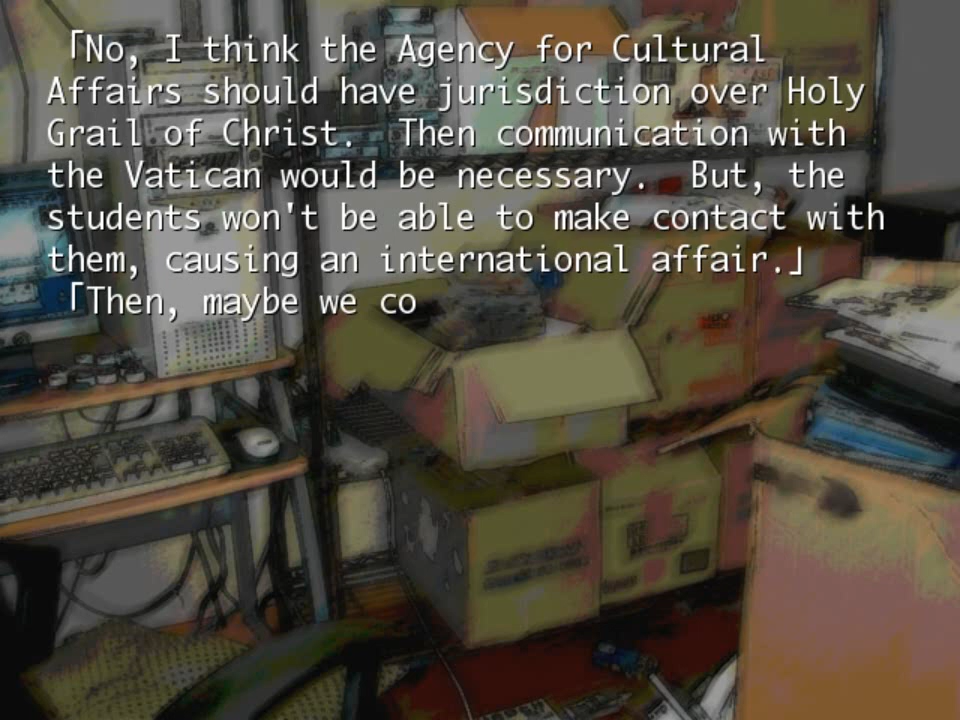 「No, I think the Agency for Cultural
Affairs should have jurisdiction over Holy
Grail of Christ.  Then communication with
the Vatican would be necessary.  But, the
students won't be able to make contact with
them, causing an international affair.」
「Then, maybe we co